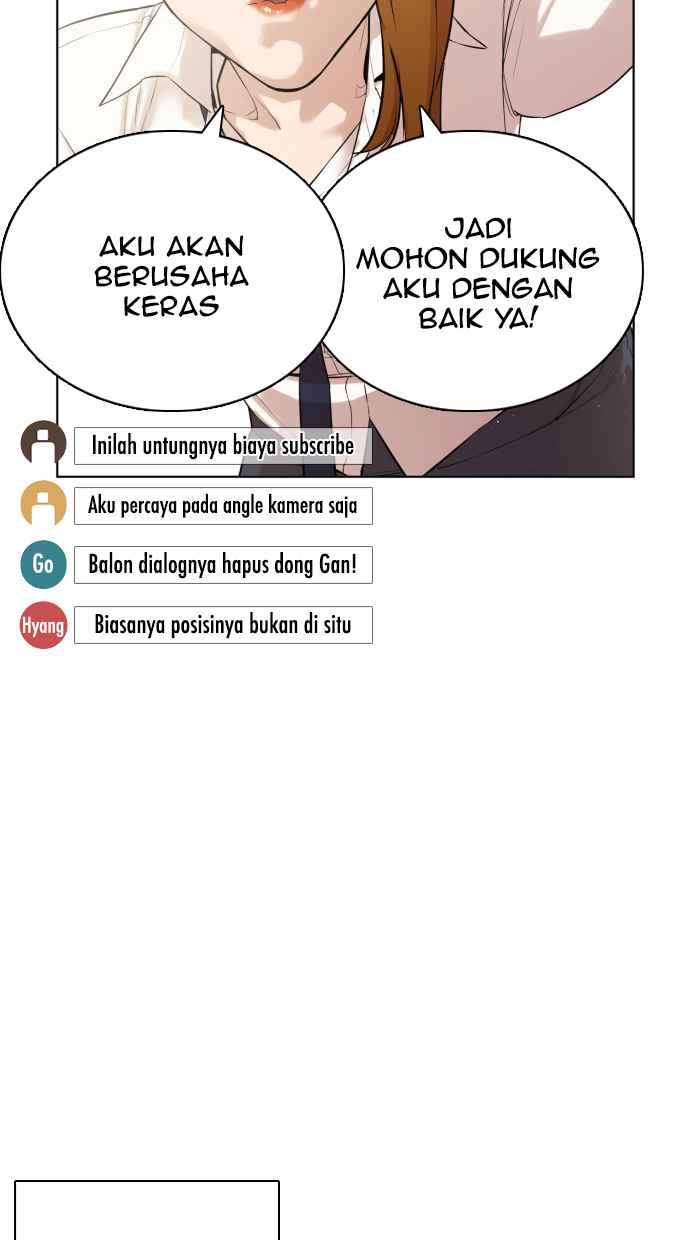 AKU AKAN
BERUSAHA
KERAS
JADI
MOHON DUKUNG
AKU DENGAN
BAIK YA!
Inilah untungnya biaya subscribe
Aku percaya pada angle kamera saja
Go
Balon dialognya hapus dong Gan!
Hyang
Biasanya posisinya bukan di situ